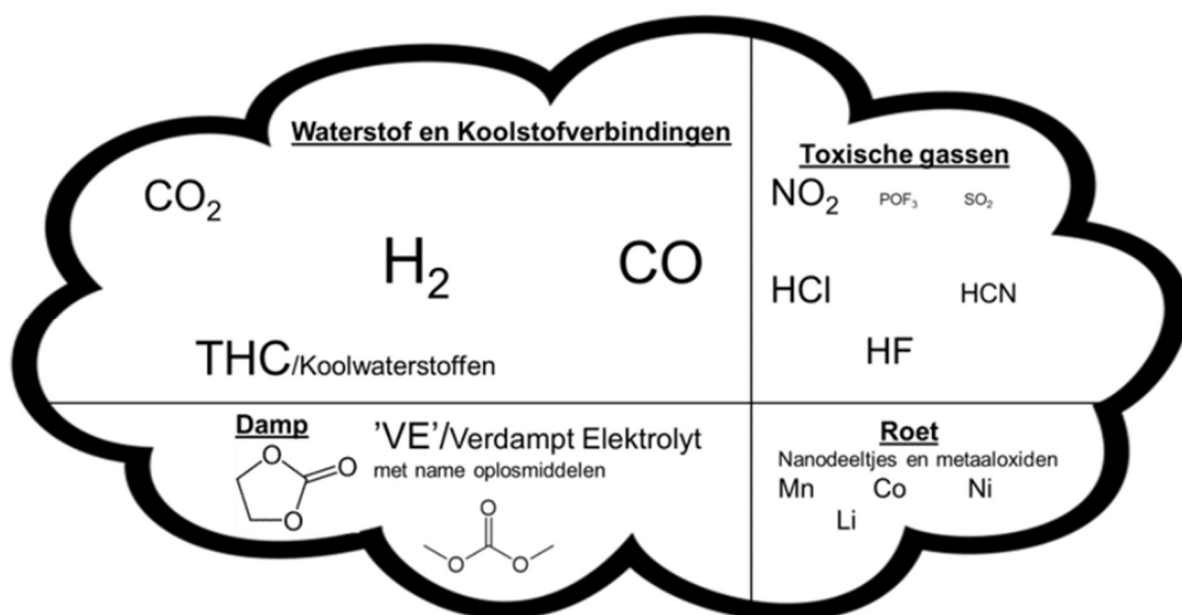 Waterstof en Koolstofverbindingen
CO₂
H₂
CO
THC/Koolwaterstoffen
Toxische gassen
NO₂ POF₃ SO₂
HCl HCN
HF
Damp
O
O
O
'VE'/Verdampt Elektrolyt
met name oplosmiddelen
O
O O
Roet
Nanodeeltjes en metaaloxiden
Mn Co Ni
Li